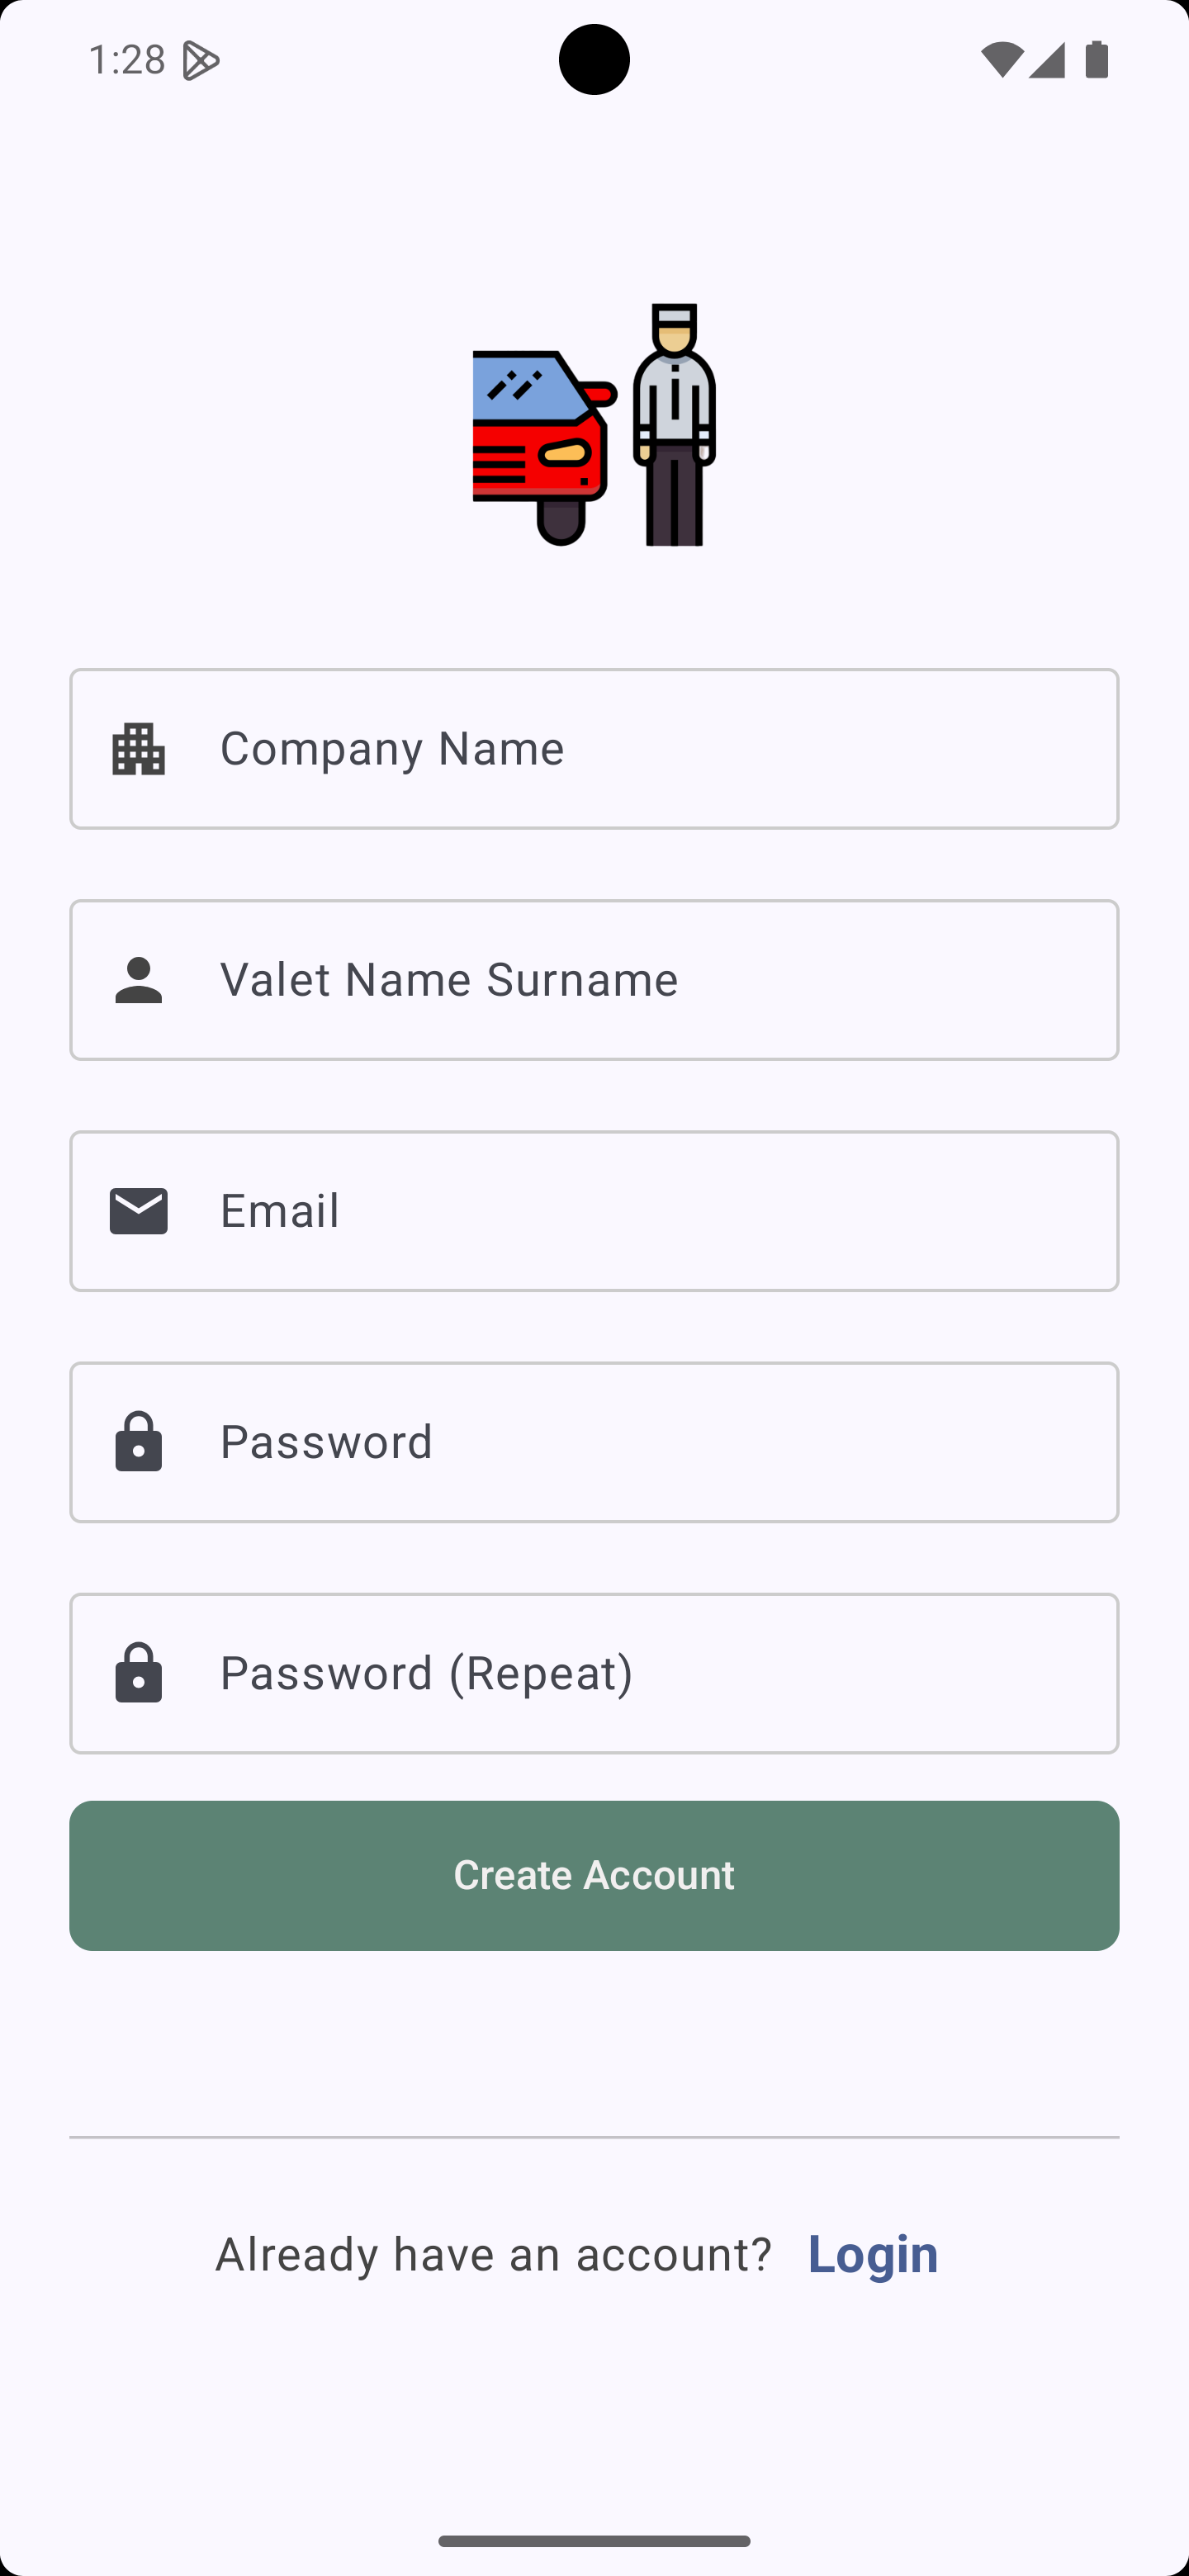 1:28
Company Name
Valet Name Surname
Email
Password
Password (Repeat)
Create Account
Already have an account? Login